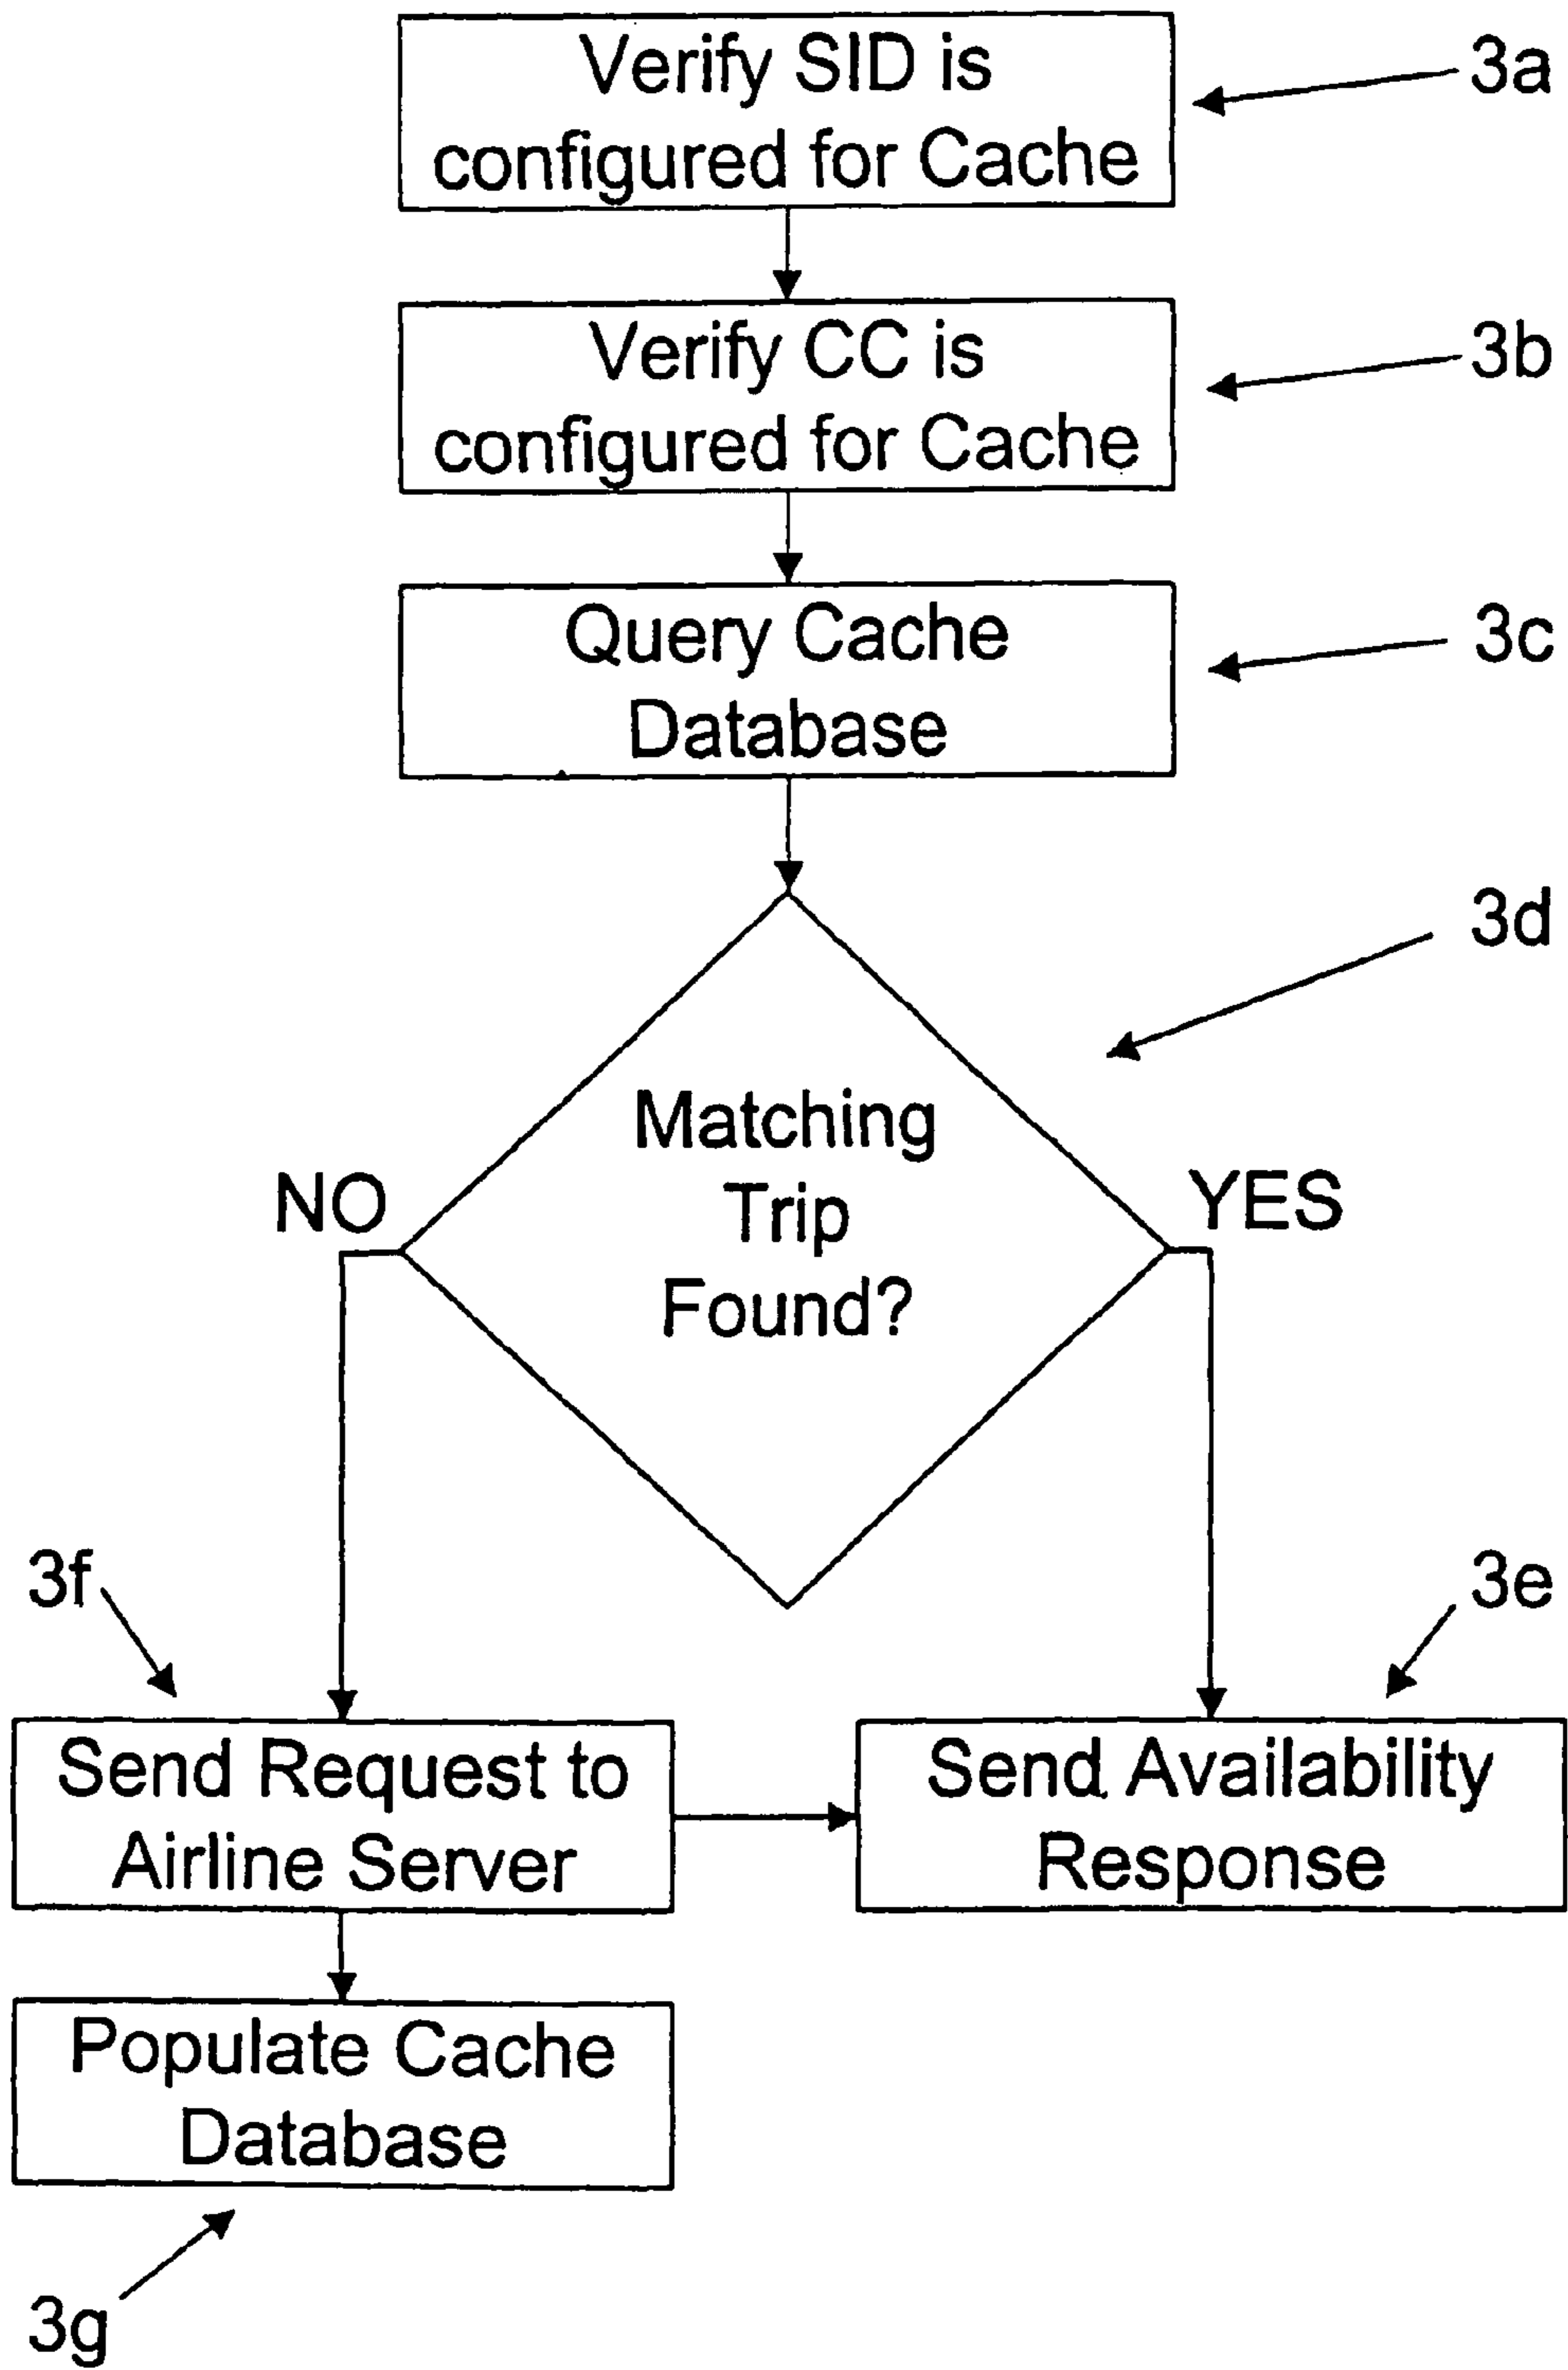 Verify SID is
configured for Cache
3a
Verify CC is
configured for Cache
3b
Query Cache
Database
3c
3d
Matching
Trip
Found?
NO
YES
3f
3e
Send Request to
Airline Server
Send Availability
Response
Populate Cache
Database
3g